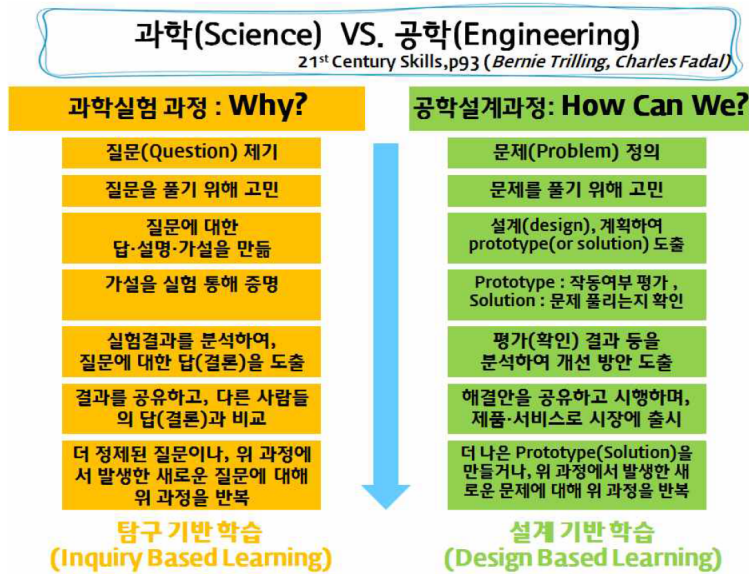 과학(Science) VS. 공학(Engineering)
21st Century Skills,p93 (Bernie Trilling, Charles Fadal)
과학실험 과정 : Why?
질문(Question) 제기
질문을 풀기 위해 고민
질문에 대한
답·설명·가설을 만듦
가설을 실험 통해 증명
실험결과를 분석하여,
질문에 대한 답(결론)을 도출
결과를 공유하고, 다른 사람들
의 답(결론)과 비교
더 정제된 질문이나, 위 과정에
서 발생한 새로운 질문에 대해
위 과정을 반복
탐구 기반 학습
(Inquiry Based Learning)
공학설계과정: How Can We?
문제(Problem) 정의
문제를 풀기 위해 고민
설계(design), 계획하여
prototype(or solution) 도출
Prototype : 작동여부 평가 ,
Solution : 문제 풀리는지 확인
평가(확인) 결과 등을
분석하여 개선 방안 도출
해결안을 공유하고 시행하며,
제품·서비스로 시장에 출시
더 나은 Prototype(Solution)을
만들거나, 위 과정에서 발생한 새
로운 문제에 대해 위 과정을 반복
설계 기반 학습
(Design Based Learning)